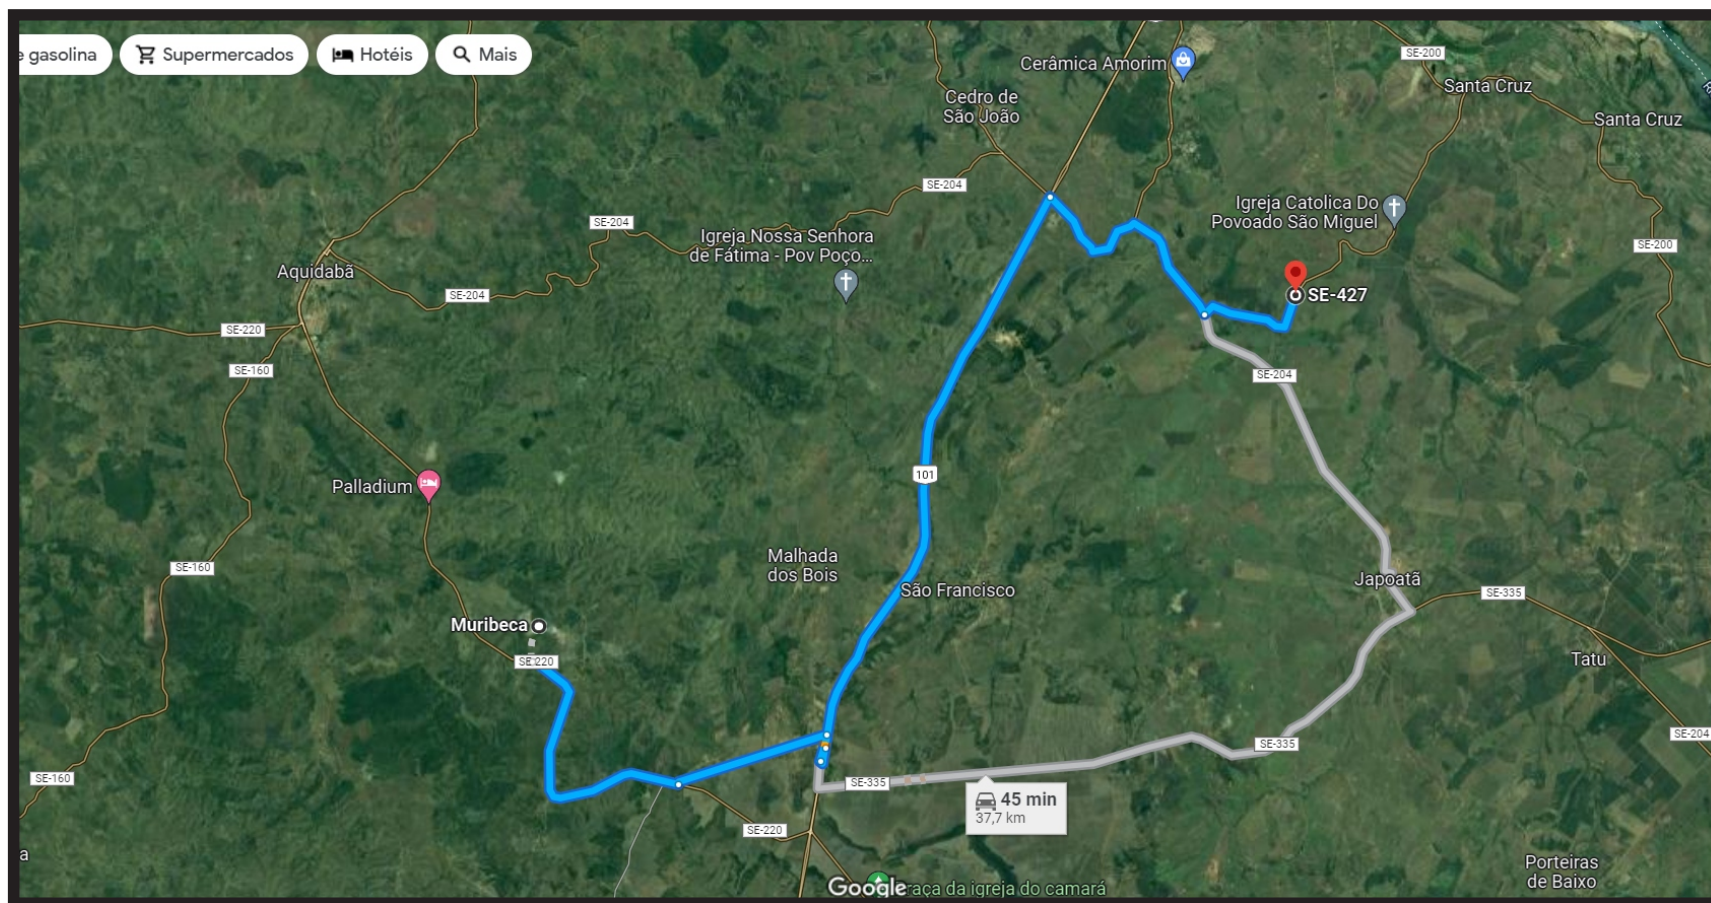 e gasolina
Supermercados
Hotéis
Mais
SE-200
Cerâmica Amorim
Santa Cruz
Cedro de
São João
Santa Cruz
SE-204
Igreja Catolica Do
Povoado São Miguel
SE-204
Igreja Nossa Senhora
de Fátima - Pov Poço...
SE-200
Aquidabã
SE-204
SE-427
SE-220
SE-160
SE-204
101
Palladium
Malhada
dos Bois
SE-160
São Francisco
Japoatã
SE-335
Muribeca
SE-220
Tatu
SE-204
SE-335
SE-160
SE-335
45 min
37,7 km
SE-220
a
Porteiras
de Baixo
Google
raça da igreja do camará